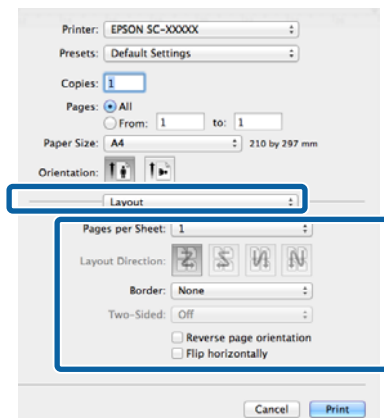 Printer: EPSON SC-XXXXX
Presets: Default Settings
Copies: 1
Pages: All
From: 1 to: 1
Paper Size: A4 210 by 297 mm
Orientation:
Layout
Pages per Sheet: 1
Layout Direction:
Border: None
Two-Sided: Off
Reverse page orientation
Flip horizontally
Cancel Print